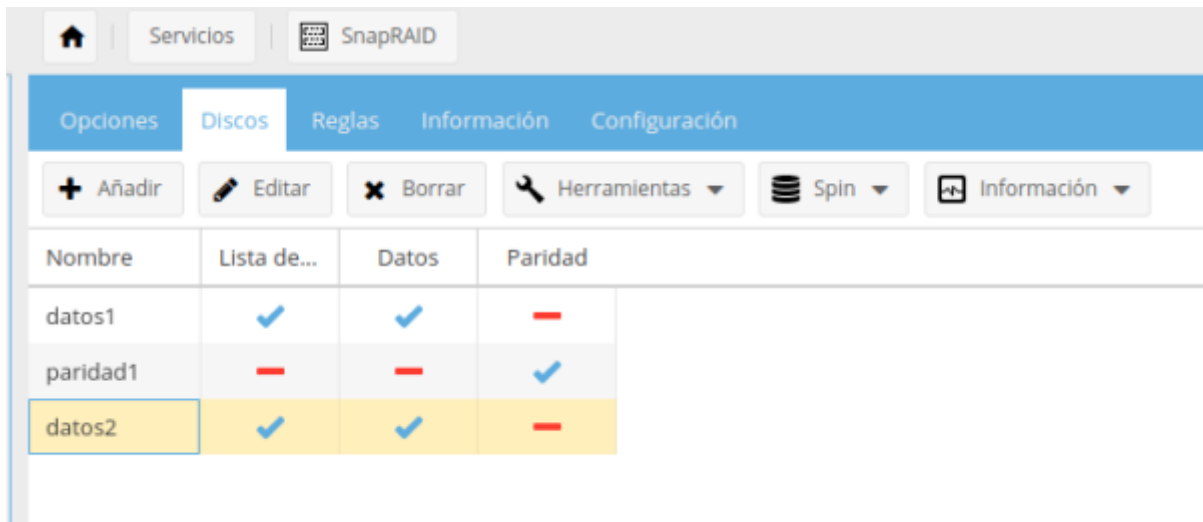 Servicios SnapRAID
Opciones Discos Reglas Información Configuración
Añadir Editar Borrar Herramientas Spin Información
Nombre Lista de... Datos Paridad
datos1
paridad1
datos2